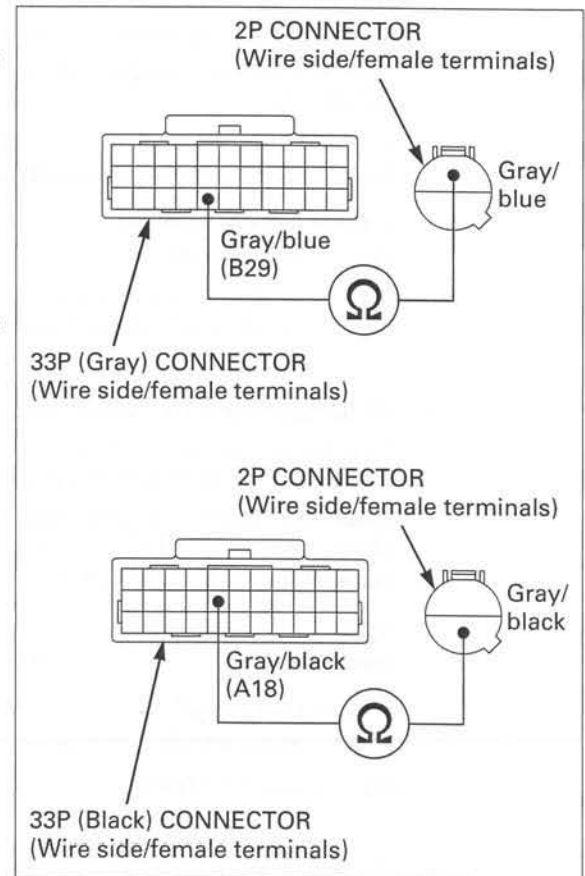 2P CONNECTOR
(Wire side/female terminals)
Gray/
blue
Gray/blue
(B29)
Ω
33P (Gray) CONNECTOR
(Wire side/female terminals)
2P CONNECTOR
(Wire side/female terminals)
Gray/
black
Gray/black
(A18)
Ω
33P (Black) CONNECTOR
(Wire side/female terminals)